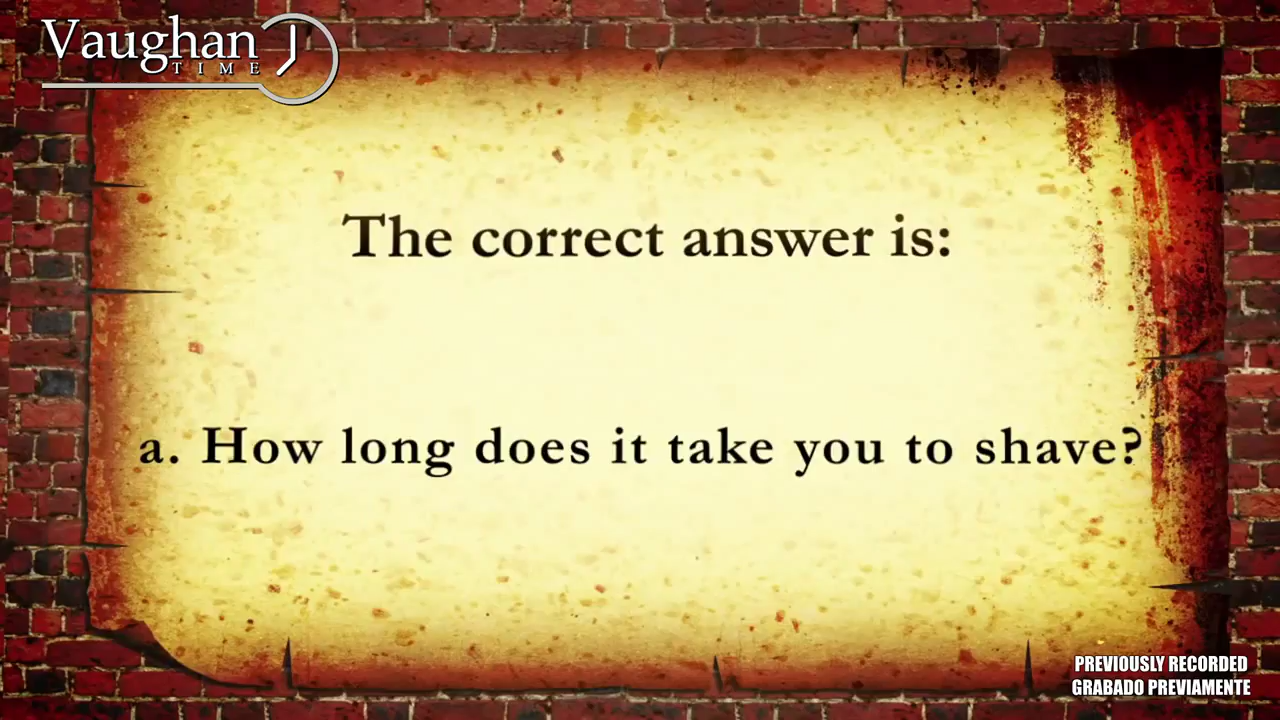 Vaughan
TIME
The correct answer is:
a. How long does it take you to shave?
PREVIOUSLY RECORDED
GRABADO PREVIAMENTE